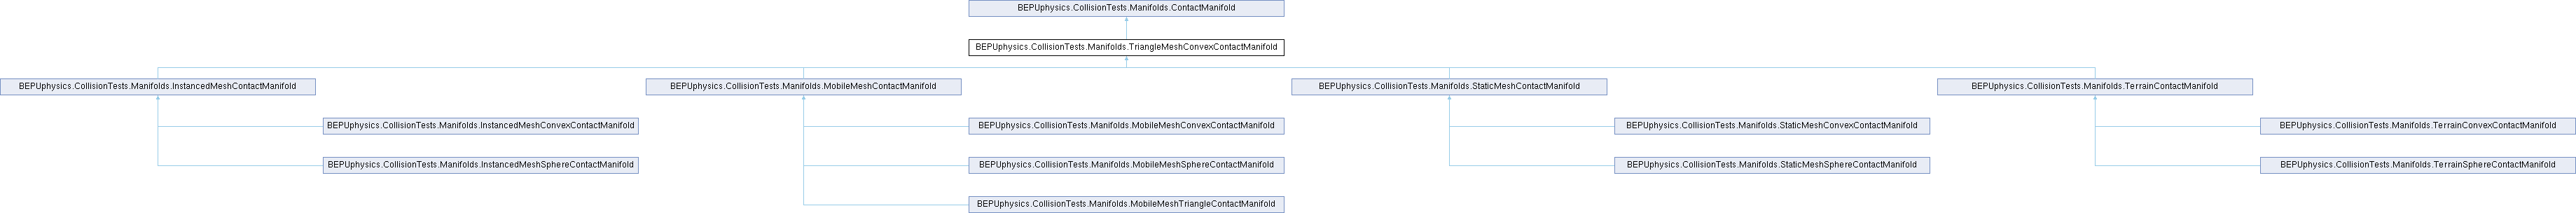 BEPUphysics.CollisionTests.Manifolds.ContactManifold
BEPUphysics.CollisionTests.Manifolds.TriangleMeshConvexContactManifold
BEPUphysics.CollisionTests.Manifolds.InstancedMeshContactManifold
BEPUphysics.CollisionTests.Manifolds.MobileMeshContactManifold
BEPUphysics.CollisionTests.Manifolds.StaticMeshContactManifold
BEPUphysics.CollisionTests.Manifolds.TerrainContactManifold
BEPUphysics.CollisionTests.Manifolds.InstancedMeshConvexContactManifold
BEPUphysics.CollisionTests.Manifolds.MobileMeshConvexContactManifold
BEPUphysics.CollisionTests.Manifolds.StaticMeshConvexContactManifold
BEPUphysics.CollisionTests.Manifolds.TerrainConvexContactManifold
BEPUphysics.CollisionTests.Manifolds.InstancedMeshSphereContactManifold
BEPUphysics.CollisionTests.Manifolds.MobileMeshSphereContactManifold
BEPUphysics.CollisionTests.Manifolds.StaticMeshSphereContactManifold
BEPUphysics.CollisionTests.Manifolds.TerrainSphereContactManifold
BEPUphysics.CollisionTests.Manifolds.MobileMeshTriangleContactManifold